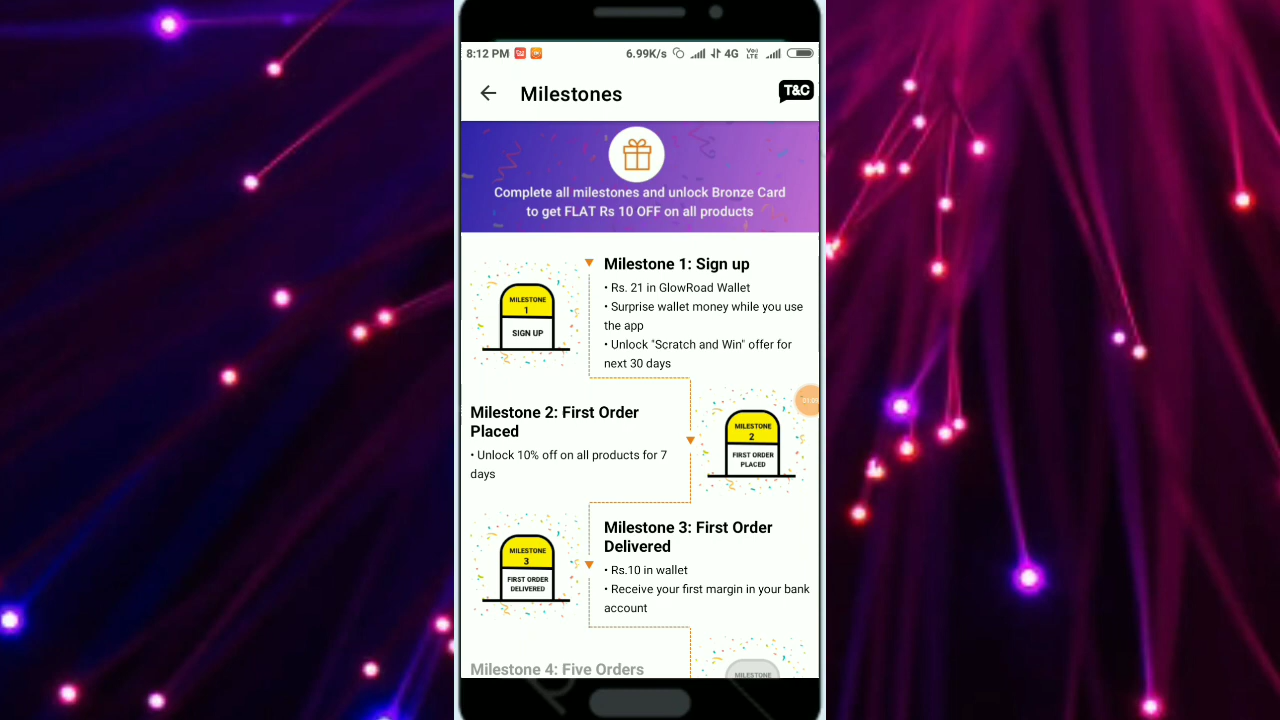 8:12 PM 6.99K/s 4G Vo LTE
Milestones
T&C
Complete all milestones and unlock Bronze Card
to get FLAT Rs 10 OFF on all products
MILESTONE
1
SIGN UP
Milestone 1: Sign up
• Rs. 21 in GlowRoad Wallet
• Surprise wallet money while you use
the app
• Unlock "Scratch and Win" offer for
next 30 days
Milestone 2: First Order
Placed
• Unlock 10% off on all products for 7
days
MILESTONE
2
FIRST ORDER
PLACED
MILESTONE
3
FIRST ORDER
DELIVERED
Milestone 3: First Order
Delivered
• Rs.10 in wallet
• Receive your first margin in your bank
account
Milestone 4: Five Orders
MILESTONE